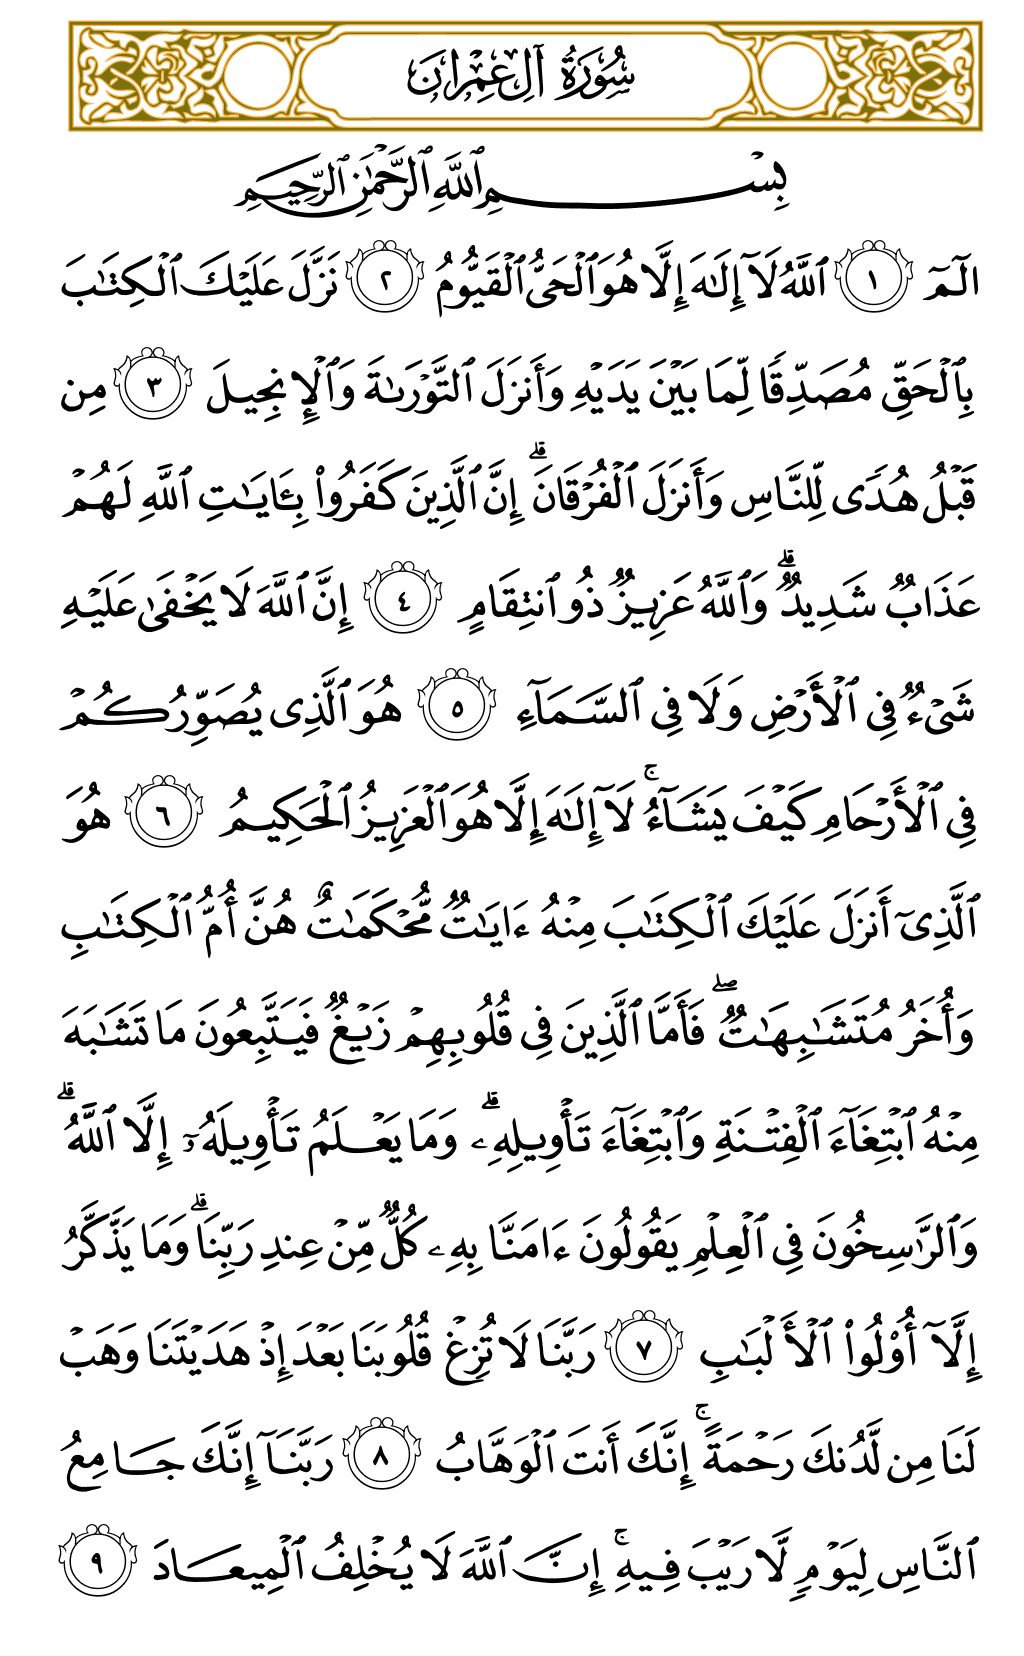 سُورَةُ آلِ عِمْرَانَ
بِسْمِ ٱللَّهِ ٱلرَّحْمَٰنِ ٱلرَّحِيمِ
الٓمٓ ١ ٱللَّهُ لَآ إِلَٰهَ إِلَّا هُوَ ٱلْحَىُّ ٱلْقَيُّومُ ٢ نَزَّلَ عَلَيْكَ ٱلْكِتَٰبَ
بِٱلْحَقِّ مُصَدِّقًا لِّمَا بَيْنَ يَدَيْهِ وَأَنزَلَ ٱلتَّوْرَىٰةَ وَٱلْإِنجِيلَ ٣ مِن
قَبْلُ هُدًى لِّلنَّاسِ وَأَنزَلَ ٱلْفُرْقَانَ ۗ إِنَّ ٱلَّذِينَ كَفَرُوا۟ بِـَٔايَٰتِ ٱللَّهِ لَهُمْ
عَذَابٌ شَدِيدٌ ۗ وَٱللَّهُ عَزِيزٌ ذُو ٱنتِقَامٍ ٤ إِنَّ ٱللَّهَ لَا يَخْفَىٰ عَلَيْهِ
شَىْءٌ فِى ٱلْأَرْضِ وَلَا فِى ٱلسَّمَآءِ ٥ هُوَ ٱلَّذِى يُصَوِّرُكُمْ
فِى ٱلْأَرْحَامِ كَيْفَ يَشَآءُ ۚ لَآ إِلَٰهَ إِلَّا هُوَ ٱلْعَزِيزُ ٱلْحَكِيمُ ٦ هُوَ
ٱلَّذِىٓ أَنزَلَ عَلَيْكَ ٱلْكِتَٰبَ مِنْهُ ءَايَٰتٌ مُّحْكَمَٰتٌ هُنَّ أُمُّ ٱلْكِتَٰبِ
وَأُخَرُ مُتَشَٰبِهَٰتٌ ۖ فَأَمَّا ٱلَّذِينَ فِى قُلُوبِهِمْ زَيْغٌ فَيَتَّبِعُونَ مَا تَشَٰبَهَ
مِنْهُ ٱبْتِغَآءَ ٱلْفِتْنَةِ وَٱبْتِغَآءَ تَأْوِيلِهِۦ ۗ وَمَا يَعْلَمُ تَأْوِيلَهُۥٓ إِلَّا ٱللَّهُ ۗ
وَٱلرَّٰسِخُونَ فِى ٱلْعِلْمِ يَقُولُونَ ءَامَنَّا بِهِۦ كُلٌّ مِّنْ عِندِ رَبِّنَا ۗ وَمَا يَذَّكَّرُ
إِلَّآ أُو۟لُوا۟ ٱلْأَلْبَٰبِ ٧ رَبَّنَا لَا تُزِغْ قُلُوبَنَا بَعْدَ إِذْ هَدَيْتَنَا وَهَبْ
لَنَا مِن لَّدُنكَ رَحْمَةً ۚ إِنَّكَ أَنتَ ٱلْوَهَّابُ ٨ رَبَّنَآ إِنَّكَ جَامِعُ
ٱلنَّاسِ لِيَوْمٍ لَّا رَيْبَ فِيهِ ۚ إِنَّ ٱللَّهَ لَا يُخْلِفُ ٱلْمِيعَادَ ٩